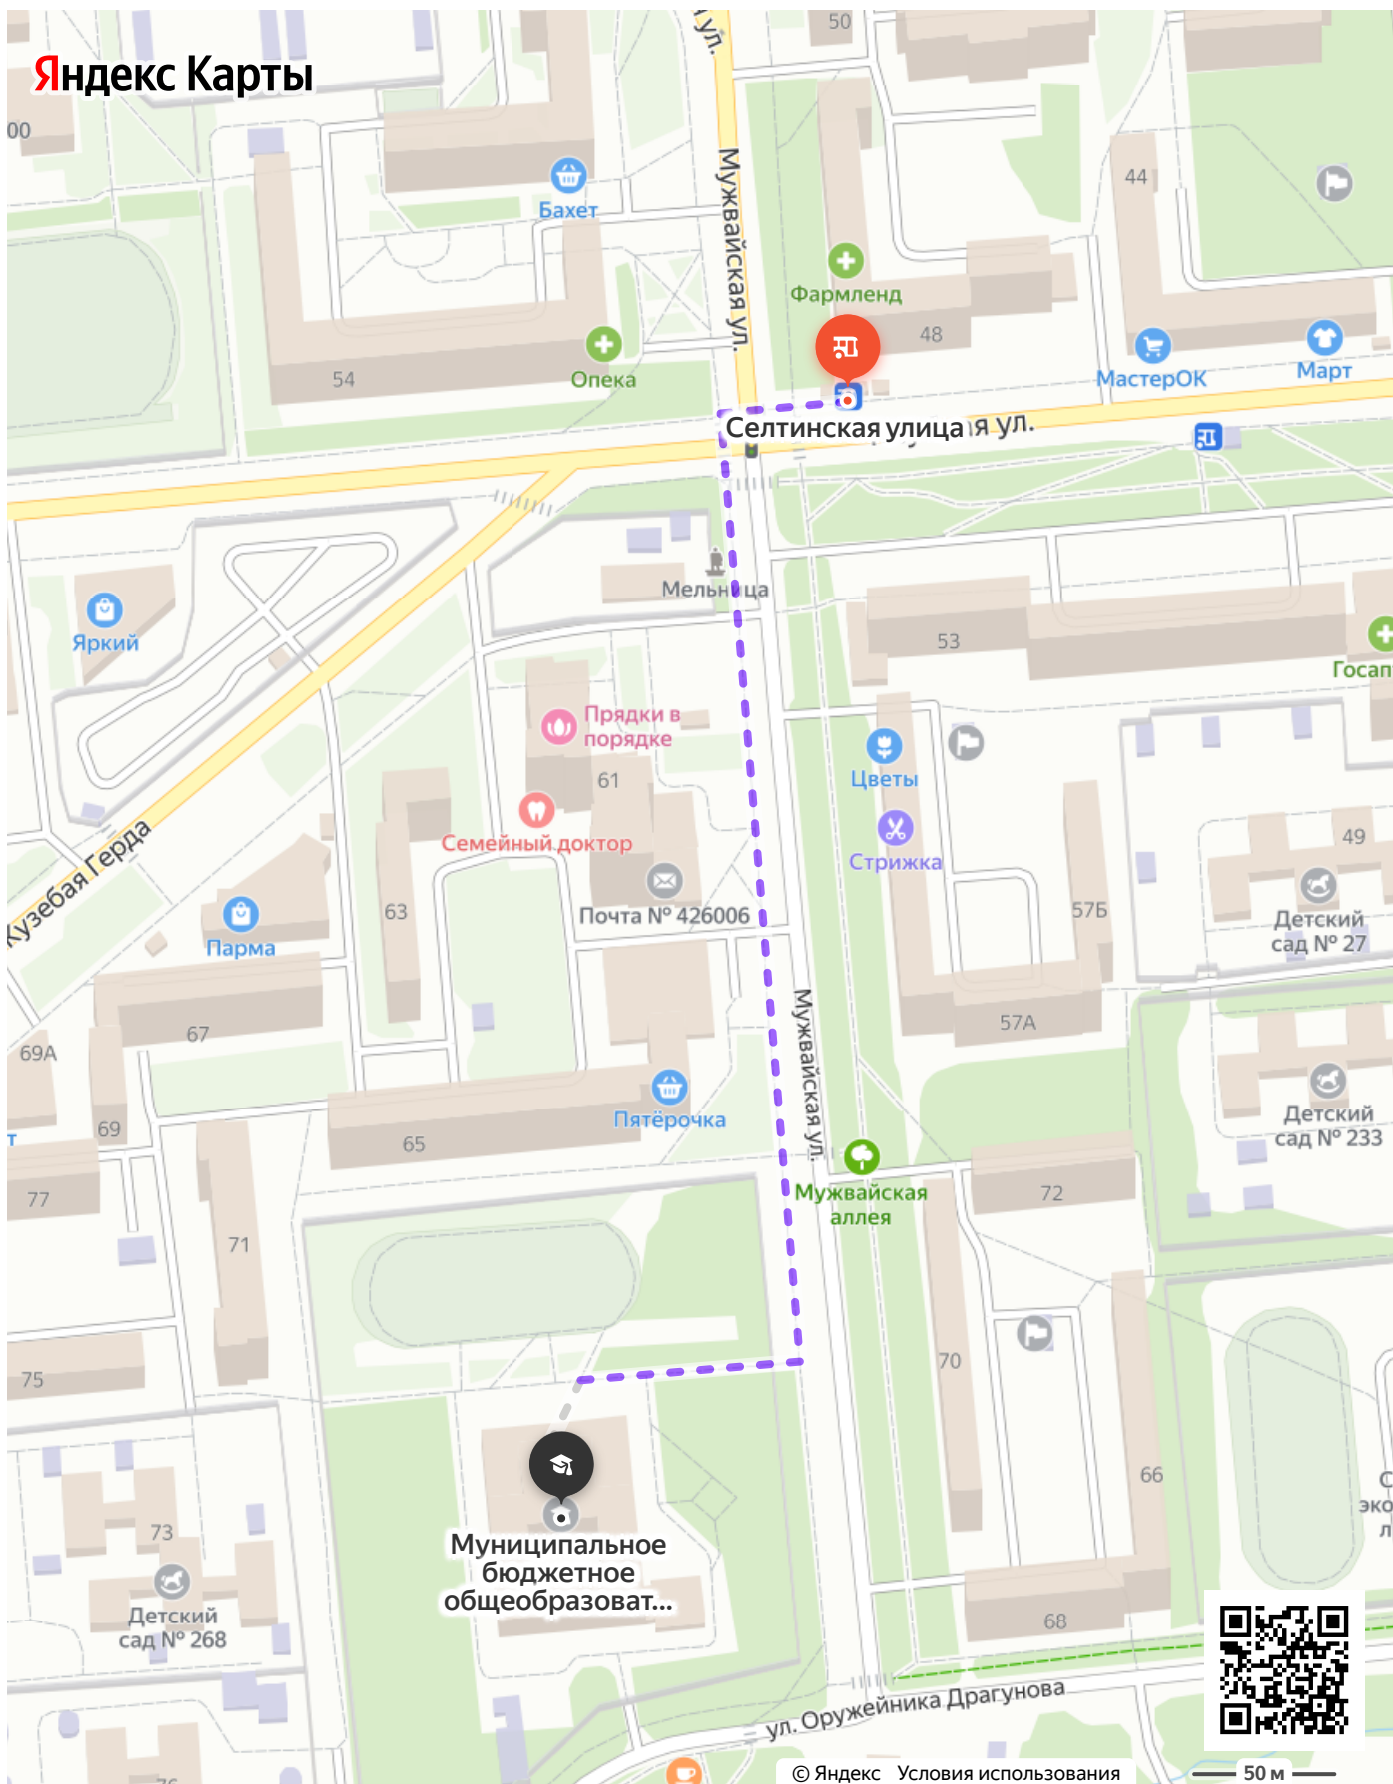 Яндекс Карты
50
00
Мужвайская ул.
44
Бахет
Фармленд
48
Опека
54
МастерОК
Март
Селтинская улица
я ул.
Мельница
53
Яркий
Госап
Прядки в
порядке
61
Цветы
Семейный доктор
Стрижка
49
Кузебая Герда
63
Почта № 426006
57Б
Детский
сад № 27
Парма
67
57А
69А
Мужвайская ул.
69
Пятёрочка
65
Детский
сад № 233
т
77
Мужвайская
аллея
72
71
75
70
66
73
Муниципальное
бюджетное
общеобразоват...
Детский
сад № 268
68
эко
ул. Оружейника Драгунова
© Яндекс Условия использования
50 м